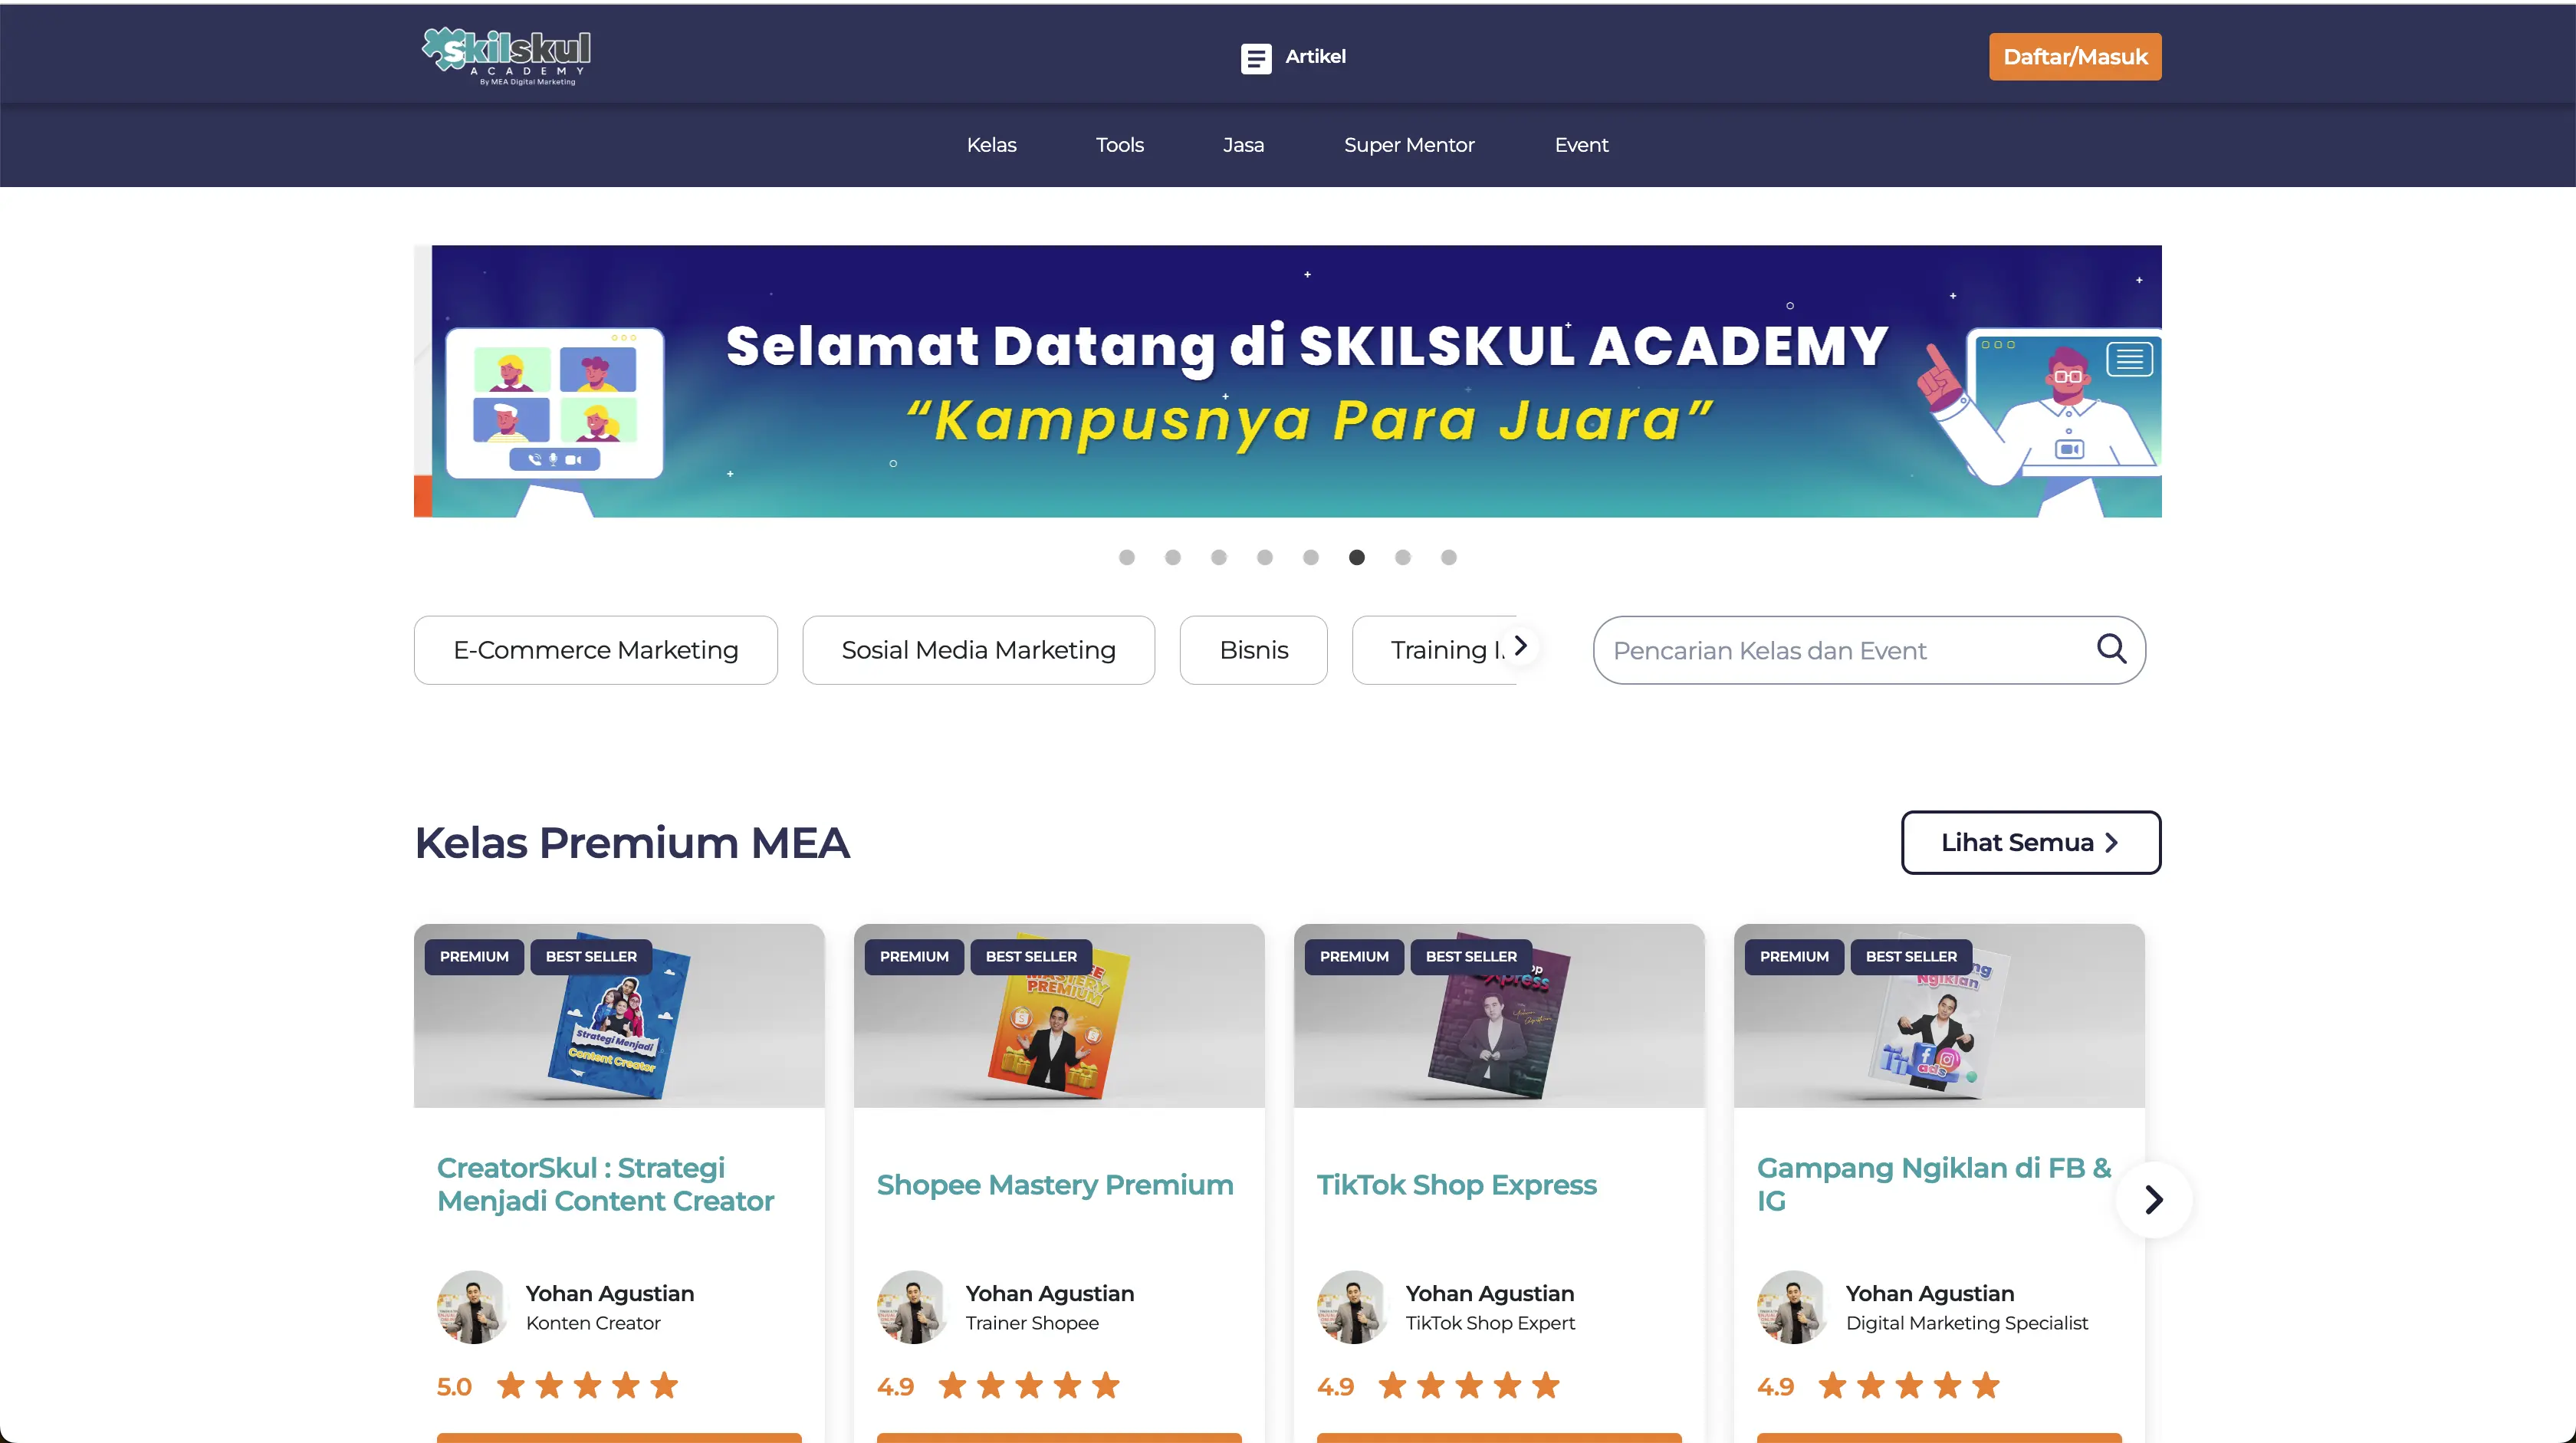 skilskul
ACADEMY
By MEA Digital Marketing
Artikel
Daftar/Masuk
Kelas
Tools
Jasa
Super Mentor
Event
Selamat Datang di SKILSKUL ACADEMY
“Kampusnya Para Juara”
E-Commerce Marketing
Sosial Media Marketing
Bisnis
Training
Pencarian Kelas dan Event
Kelas Premium MEA
Lihat Semua
PREMIUM
BEST SELLER
Strategi Menjadi
Content Creator
CreatorSkul : Strategi
Menjadi Content Creator
Yohan Agustian
Konten Creator
5.0
PREMIUM
BEST SELLER
MASTERY
PREMIUM
Shopee Mastery Premium
Yohan Agustian
Trainer Shopee
4.9
PREMIUM
BEST SELLER
Xpress
TikTok Shop Express
Yohan Agustian
TikTok Shop Expert
4.9
PREMIUM
BEST SELLER
Ngiklan
ads
Gampang Ngiklan di FB &
IG
Yohan Agustian
Digital Marketing Specialist
4.9